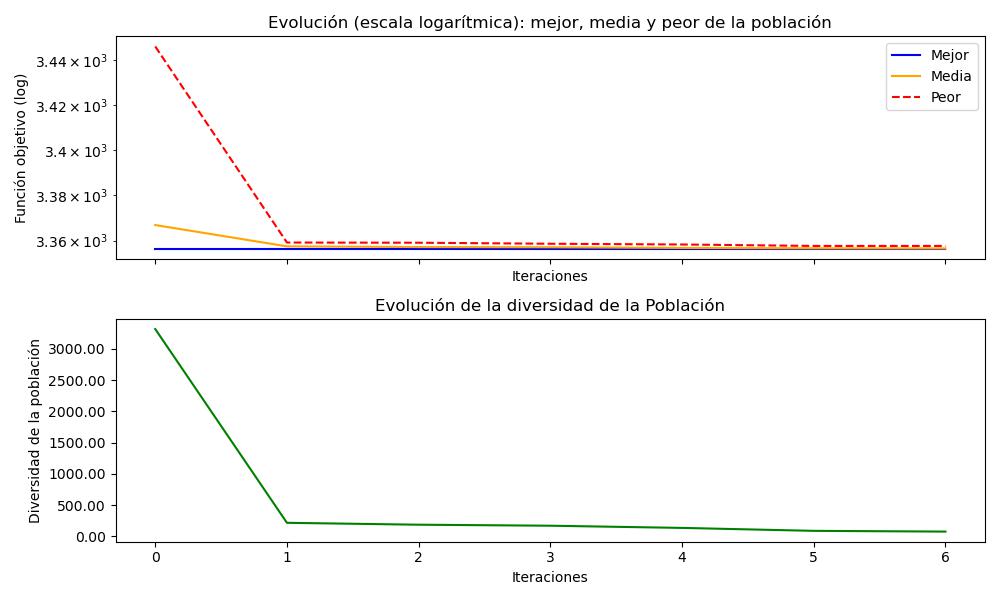 Evolución (escala logarítmica): mejor, media y peor de la población
Función objetivo (log)
3.44 × 10³
3.42 × 10³
3.4 × 10³
3.38 × 10³
3.36 × 10³
Mejor
Media
Peor
Iteraciones
Evolución de la diversidad de la Población
Diversidad de la población
3000.00
2500.00
2000.00
1500.00
1000.00
500.00
0.00
0 1 2 3 4 5 6
Iteraciones